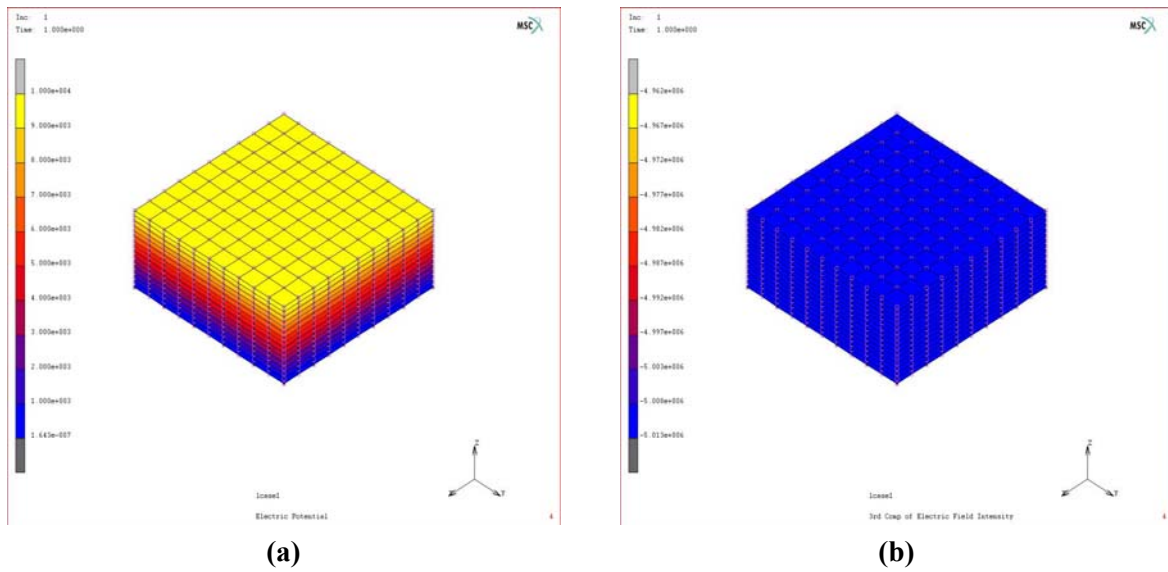 Inc: 1
Time: 1.000e+000
MSC
1.000e+004
9.000e+003
8.000e+003
7.000e+003
6.000e+003
5.000e+003
4.000e+003
3.000e+003
2.000e+003
1.000e+003
1.643e-007
Z
Y
lcase1
Electric Potential
4
(a)
Inc: 1
Time: 1.000e+000
MSC
-4.962e+006
-4.967e+006
-4.972e+006
-4.977e+006
-4.982e+006
-4.987e+006
-4.992e+006
-4.997e+006
-5.003e+006
-5.008e+006
-5.013e+006
Z
Y
lcase1
3rd Comp of Electric Field Intensity
4
(b)